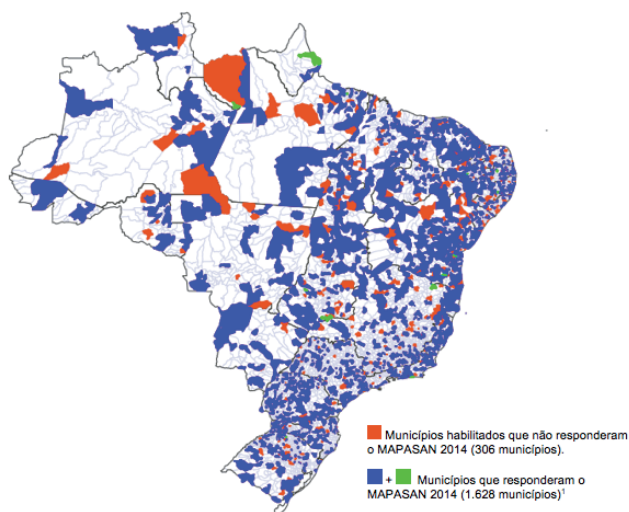 Municípios habilitados que não responderam
o MAPASAN 2014 (306 municípios).
+ Municípios que responderam o
MAPASAN 2014 (1.628 municípios)¹